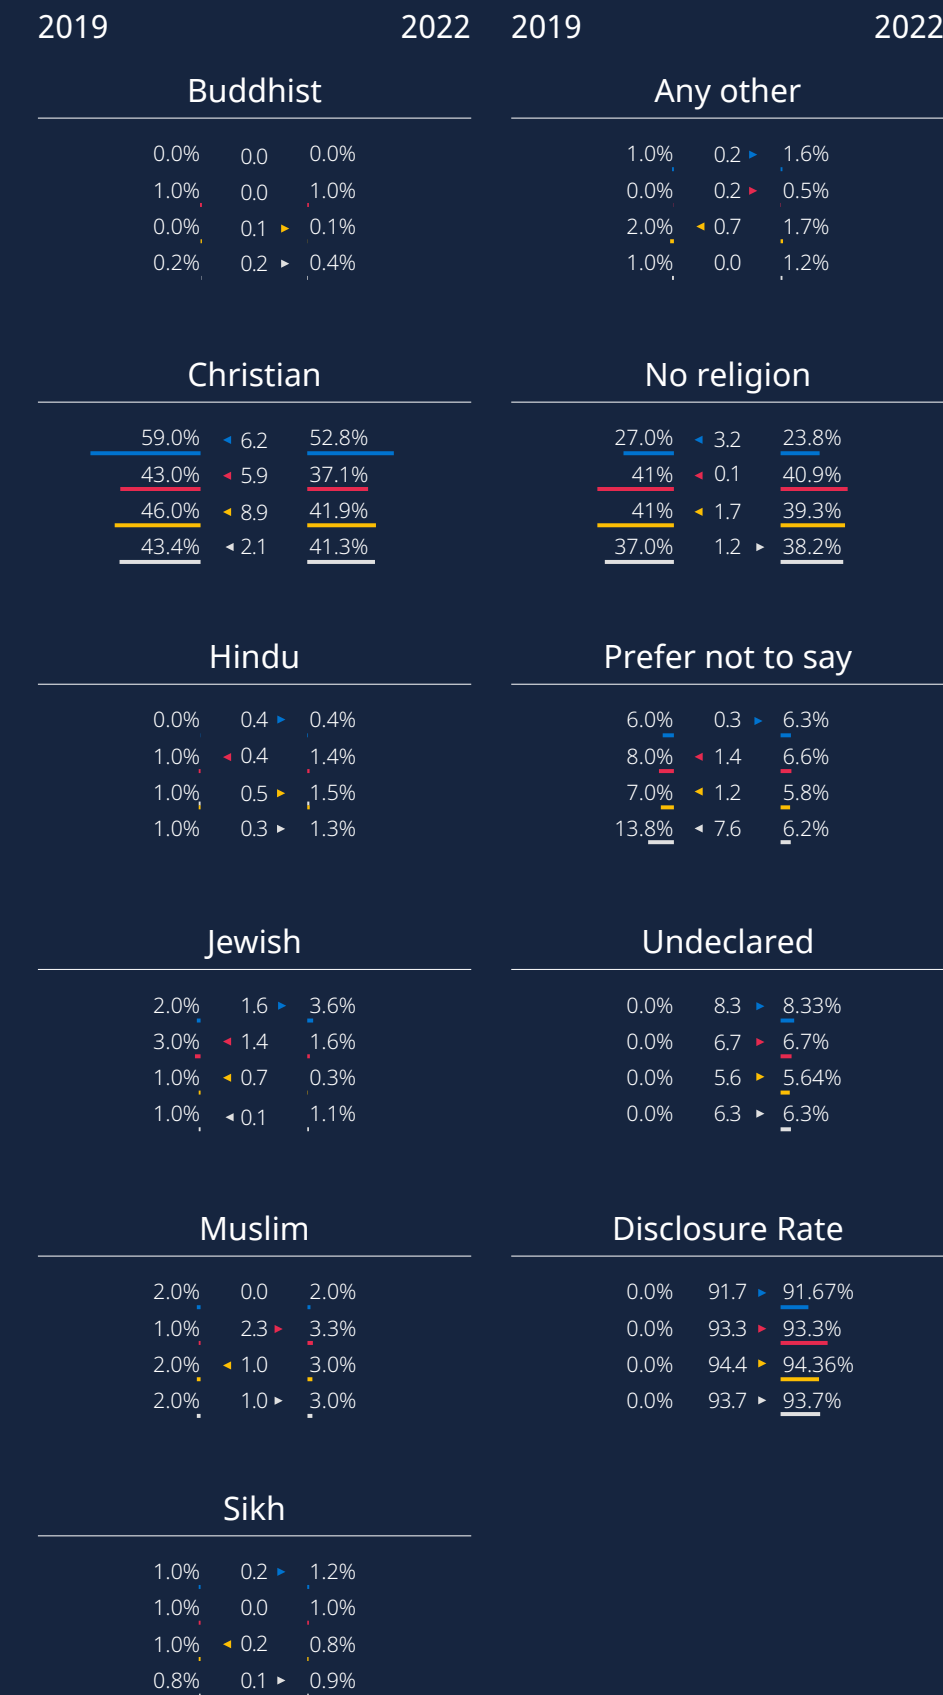 2019 2022
Buddhist
0.0% 0.0 0.0%
1.0% 0.0 1.0%
0.0% 0.1 ► 0.1%
0.2% 0.2 ► 0.4%
Christian
59.0% ◄ 6.2 52.8%
43.0% ◄ 5.9 37.1%
46.0% ◄ 8.9 41.9%
43.4% ◄ 2.1 41.3%
Hindu
0.0% 0.4 ► 0.4%
1.0% ◄ 0.4 1.4%
1.0% 0.5 ► 1.5%
1.0% 0.3 ► 1.3%
Jewish
2.0% 1.6 ► 3.6%
3.0% ◄ 1.4 1.6%
1.0% ◄ 0.7 0.3%
1.0% ◄ 0.1 1.1%
Muslim
2.0% 0.0 2.0%
1.0% 2.3 ► 3.3%
2.0% ◄ 1.0 3.0%
2.0% 1.0 ► 3.0%
Sikh
1.0% 0.2 ► 1.2%
1.0% 0.0 1.0%
1.0% ◄ 0.2 0.8%
0.8% 0.1 ► 0.9%
2019 2022
Any other
1.0% 0.2 ► 1.6%
0.0% 0.2 ► 0.5%
2.0% ◄ 0.7 1.7%
1.0% 0.0 1.2%
No religion
27.0% ◄ 3.2 23.8%
41% ◄ 0.1 40.9%
41% ◄ 1.7 39.3%
37.0% 1.2 ► 38.2%
Prefer not to say
6.0% 0.3 ► 6.3%
8.0% ◄ 1.4 6.6%
7.0% ◄ 1.2 5.8%
13.8% ◄ 7.6 6.2%
Undeclared
0.0% 8.3 ► 8.33%
0.0% 6.7 ► 6.7%
0.0% 5.6 ► 5.64%
0.0% 6.3 ► 6.3%
Disclosure Rate
0.0% 91.7 ► 91.67%
0.0% 93.3 ► 93.3%
0.0% 94.4 ► 94.36%
0.0% 93.7 ► 93.7%